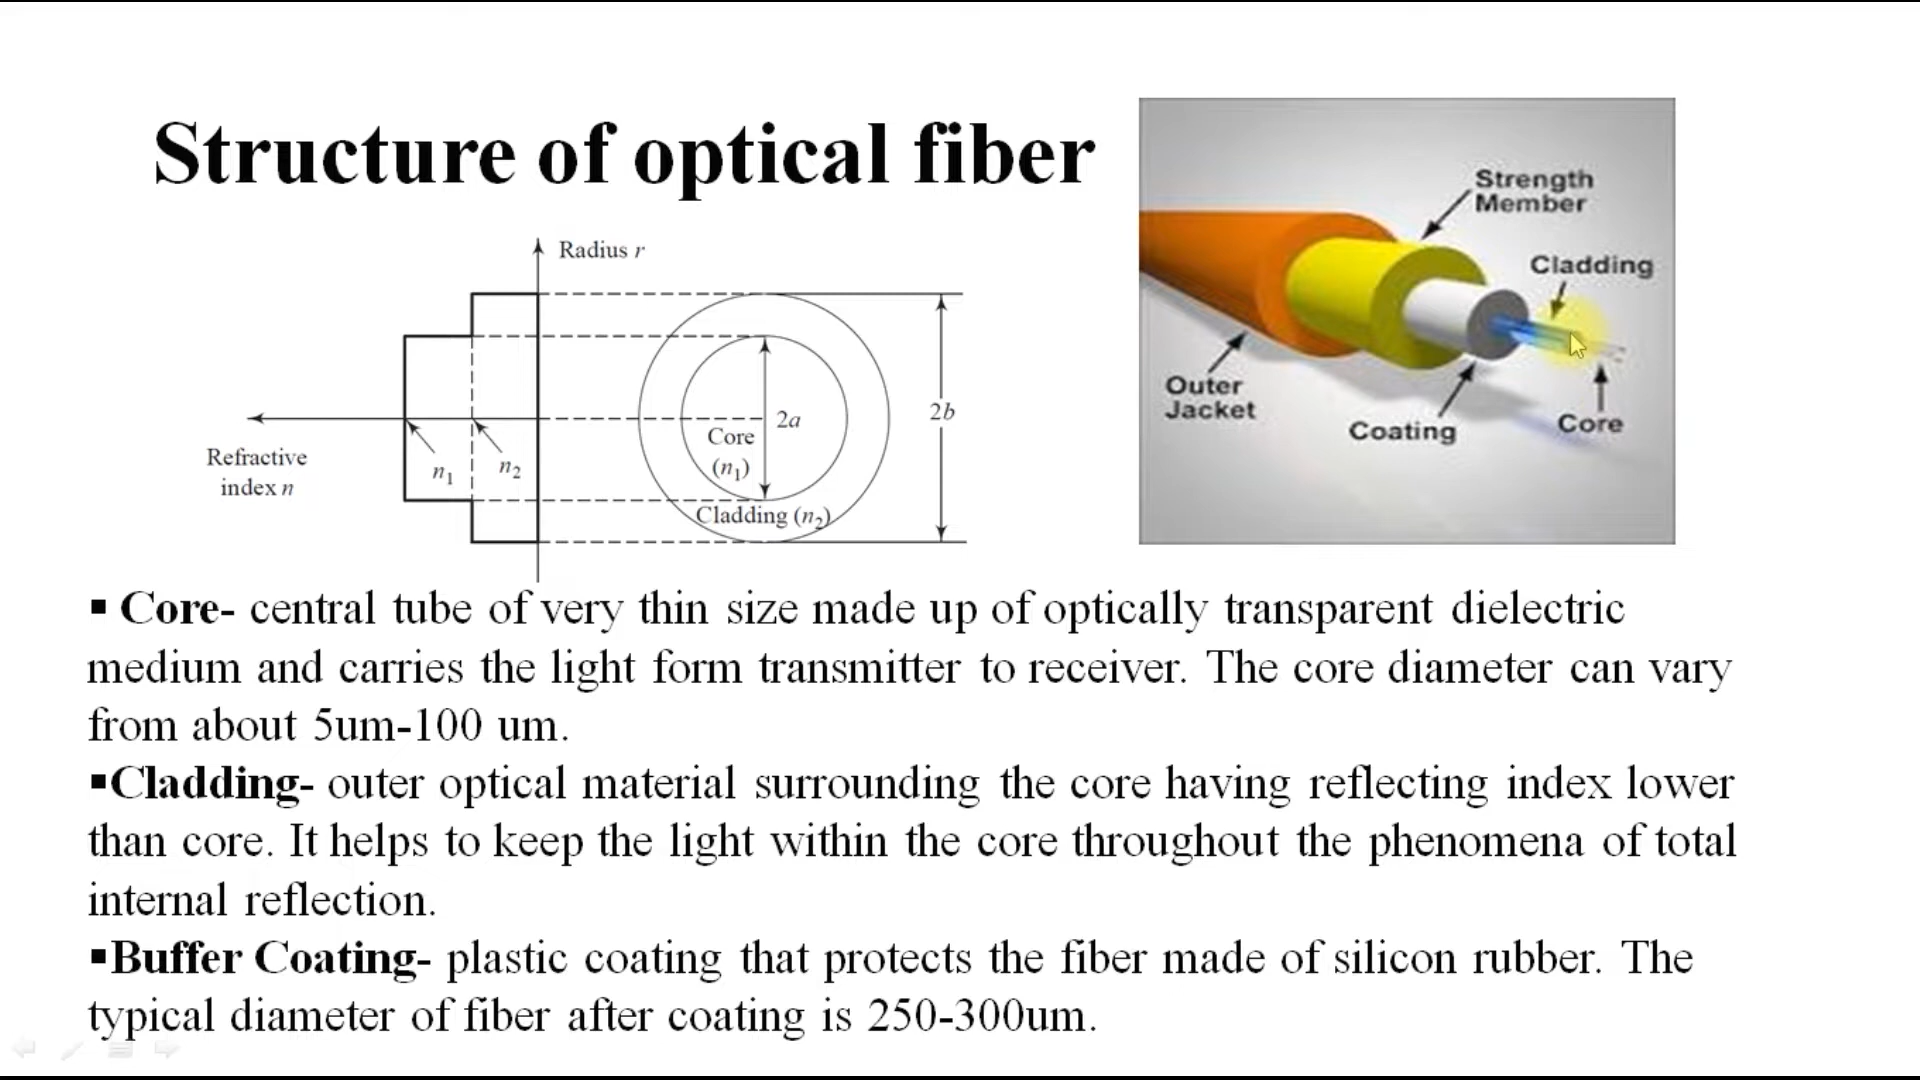 Structure of optical fiber
Radius r
Refractive
index n
n1
n2
Core
(n1)
2a
Cladding (n2)
2b
Strength
Member
Cladding
Outer
Jacket
Coating
Core
▪ Core- central tube of very thin size made up of optically transparent dielectric
medium and carries the light form transmitter to receiver. The core diameter can vary
from about 5um-100 um.
▪Cladding- outer optical material surrounding the core having reflecting index lower
than core. It helps to keep the light within the core throughout the phenomena of total
internal reflection.
▪Buffer Coating- plastic coating that protects the fiber made of silicon rubber. The
typical diameter of fiber after coating is 250-300um.